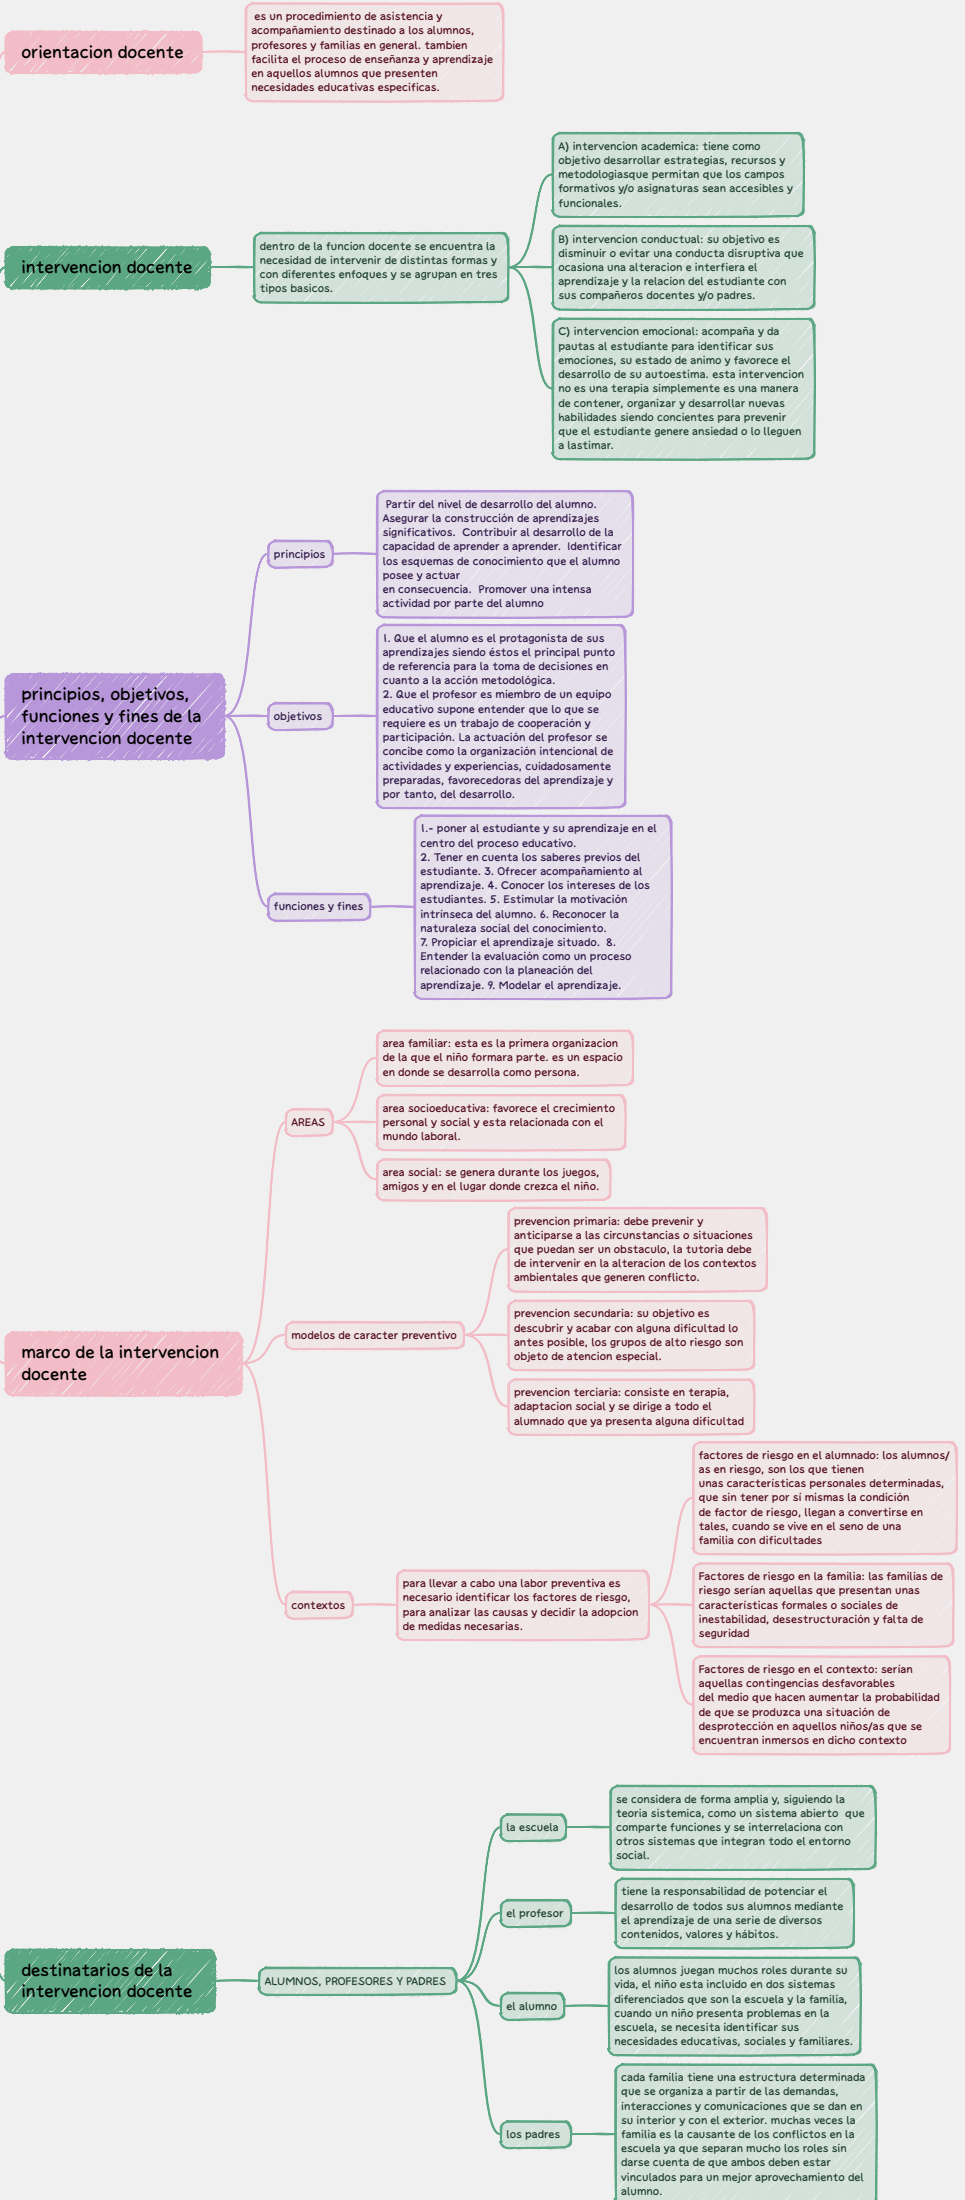 orientacion docente
es un procedimiento de asistencia y
acompañamiento destinado a los alumnos,
profesores y familias en general. tambien
facilita el proceso de enseñanza y aprendizaje
en aquellos alumnos que presenten
necesidades educativas especificas.
intervencion docente
dentro de la funcion docente se encuentra la
necesidad de intervenir de distintas formas y
con diferentes enfoques y se agrupan en tres
tipos basicos.
A) intervencion academica: tiene como
objetivo desarrollar estrategias, recursos y
metodologiasque permitan que los campos
formativos y/o asignaturas sean accesibles y
funcionales.
B) intervencion conductual: su objetivo es
disminuir o evitar una conducta disruptiva que
ocasiona una alteracion e interfiera el
aprendizaje y la relacion del estudiante con
sus compañeros docentes y/o padres.
C) intervencion emocional: acompaña y da
pautas al estudiante para identificar sus
emociones, su estado de animo y favorece el
desarrollo de su autoestima. esta intervencion
no es una terapia simplemente es una manera
de contener, organizar y desarrollar nuevas
habilidades siendo concientes para prevenir
que el estudiante genere ansiedad o lo lleguen
a lastimar.
principios, objetivos,
funciones y fines de la
intervencion docente
principios
Partir del nivel de desarrollo del alumno.
Asegurar la construcción de aprendizajes
significativos.  Contribuir al desarrollo de la
capacidad de aprender a aprender.  Identificar
los esquemas de conocimiento que el alumno
posee y actuar
en consecuencia.  Promover una intensa
actividad por parte del alumno
objetivos
1. Que el alumno es el protagonista de sus
aprendizajes siendo éstos el principal punto
de referencia para la toma de decisiones en
cuanto a la acción metodológica.
2. Que el profesor es miembro de un equipo
educativo supone entender que lo que se
requiere es un trabajo de cooperación y
participación. La actuación del profesor se
concibe como la organización intencional de
actividades y experiencias, cuidadosamente
preparadas, favorecedoras del aprendizaje y
por tanto, del desarrollo.
funciones y fines
1.- poner al estudiante y su aprendizaje en el
centro del proceso educativo.
2. Tener en cuenta los saberes previos del
estudiante. 3. Ofrecer acompañamiento al
aprendizaje. 4. Conocer los intereses de los
estudiantes. 5. Estimular la motivación
intrínseca del alumno. 6. Reconocer la
naturaleza social del conocimiento.
7. Propiciar el aprendizaje situado.  8.
Entender la evaluación como un proceso
relacionado con la planeación del
aprendizaje. 9. Modelar el aprendizaje.
marco de la intervencion
docente
AREAS
area familiar: esta es la primera organizacion
de la que el niño formara parte. es un espacio
en donde se desarrolla como persona.
area socioeducativa: favorece el crecimiento
personal y social y esta relacionada con el
mundo laboral.
area social: se genera durante los juegos,
amigos y en el lugar donde crezca el niño.
modelos de caracter preventivo
prevencion primaria: debe prevenir y
anticiparse a las circunstancias o situaciones
que puedan ser un obstaculo, la tutoria debe
de intervenir en la alteracion de los contextos
ambientales que generen conflicto.
prevencion secundaria: su objetivo es
descubrir y acabar con alguna dificultad lo
antes posible, los grupos de alto riesgo son
objeto de atencion especial.
prevencion terciaria: consiste en terapia,
adaptacion social y se dirige a todo el
alumnado que ya presenta alguna dificultad
contextos
para llevar a cabo una labor preventiva es
necesario identificar los factores de riesgo,
para analizar las causas y decidir la adopcion
de medidas necesarias.
factores de riesgo en el alumnado: los alumnos/
as en riesgo, son los que tienen
unas características personales determinadas,
que sin tener por sí mismas la condición
de factor de riesgo, llegan a convertirse en
tales, cuando se vive en el seno de una
familia con dificultades
Factores de riesgo en la familia: las familias de
riesgo serían aquellas que presentan unas
características formales o sociales de
inestabilidad, desestructuración y falta de
seguridad
Factores de riesgo en el contexto: serían
aquellas contingencias desfavorables
del medio que hacen aumentar la probabilidad
de que se produzca una situación de
desprotección en aquellos niños/as que se
encuentran inmersos en dicho contexto
destinatarios de la
intervencion docente
ALUMNOS, PROFESORES Y PADRES
la escuela
se considera de forma amplia y, siguiendo la
teoria sistemica, como un sistema abierto  que
comparte funciones y se interrelaciona con
otros sistemas que integran todo el entorno
social.
el profesor
tiene la responsabilidad de potenciar el
desarrollo de todos sus alumnos mediante
el aprendizaje de una serie de diversos
contenidos, valores y hábitos.
el alumno
los alumnos juegan muchos roles durante su
vida, el niño esta incluido en dos sistemas
diferenciados que son la escuela y la familia,
cuando un niño presenta problemas en la
escuela, se necesita identificar sus
necesidades educativas, sociales y familiares.
los padres
cada familia tiene una estructura determinada
que se organiza a partir de las demandas,
interacciones y comunicaciones que se dan en
su interior y con el exterior. muchas veces la
familia es la causante de los conflictos en la
escuela ya que separan mucho los roles sin
darse cuenta de que ambos deben estar
vinculados para un mejor aprovechamiento del
alumno.